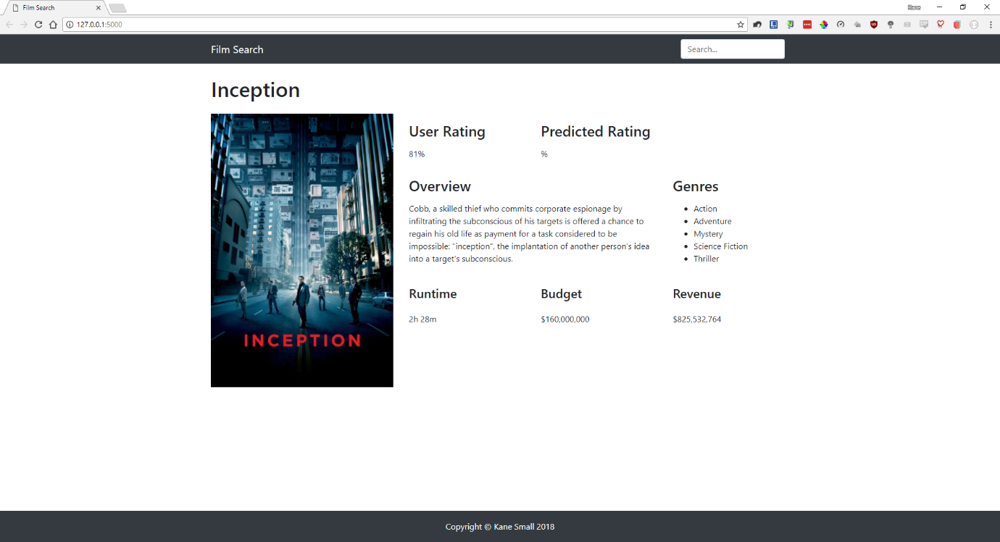 Film Search
Kane
127.0.0.1:5000
Film Search
Search...
Inception
INCEPTION
User Rating
Predicted Rating
81%
%
Overview
Cobb, a skilled thief who commits corporate espionage by
infiltrating the subconscious of his targets is offered a chance to
regain his old life as payment for a task considered to be
impossible: "inception", the implantation of another person's idea
into a target's subconscious.
Genres
Action
Adventure
Mystery
Science Fiction
Thriller
Runtime
Budget
Revenue
2h 28m
$160,000,000
$825,532,764
Copyright © Kane Small 2018